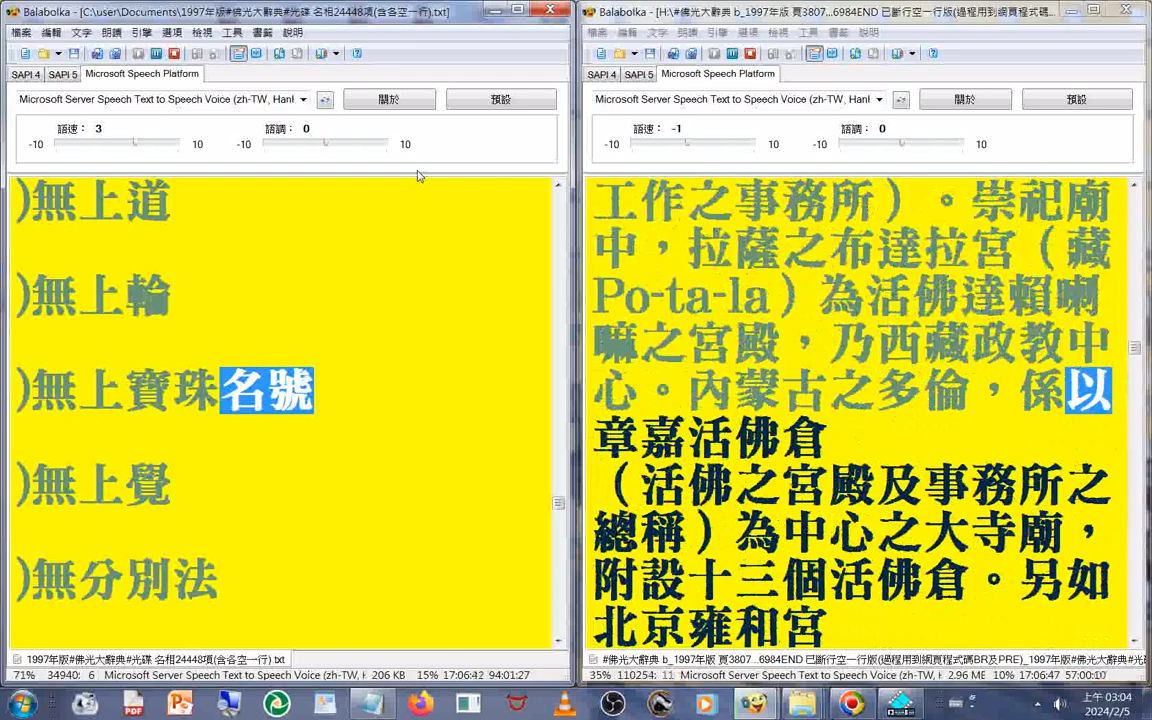 Balabolka - [C:\user\Documents\1997年版#佛光大辭典#光碟 名相24448項(含各空一行).txt]
檔案 編輯 文字 朗讀 引擎 選項 檢視 工具 書籤 說明
SAPI 4 SAPI 5 Microsoft Speech Platform
Microsoft Server Speech Text to Speech Voice (zh-TW, Hanl
關於 預設
語速： 3 語調： 0
-10 10 -10 10
)無上道
)無上輪
)無上寶珠名號
)無上覺
)無分別法
1997年版#佛光大辭典#光碟 名相24448項(含各空一行).txt
71% 34940: 6 Microsoft Server Speech Text to Speech Voice (zh-TW, H 206 KB 15% 17:06:42 94:01:27
Balabolka - [H:\#佛光大辭典 b_1997年版 頁3807...6984END 已斷行空一行版(過程用到網頁程式碼
檔案 編輯 文字 朗讀 引擎 選項 檢視 工具 書籤 說明
SAPI 4 SAPI 5 Microsoft Speech Platform
Microsoft Server Speech Text to Speech Voice (zh-TW, Hanl
關於 預設
語速： -1 語調： 0
-10 10 -10 10
工作之事務所）。崇祀廟
中，拉薩之布達拉宮（藏
Po-ta-la）為活佛達賴喇
嘛之宮殿，乃西藏政教中
心。內蒙古之多倫，係以
章嘉活佛倉
（活佛之宮殿及事務所之
總稱）為中心之大寺廟，
附設十三個活佛倉。另如
北京雍和宮
#佛光大辭典 b_1997年版 頁3807...6984END 已斷行空一行版(過程用到網頁程式碼BR及PRE)_1997年版#佛光大辭典#光
35% 110254: 11 Microsoft Server Speech Text to Speech Voice (zh-TW, 2.96 MB 10% 17:06:47 57:00:10
上午 03:04
2024/2/5